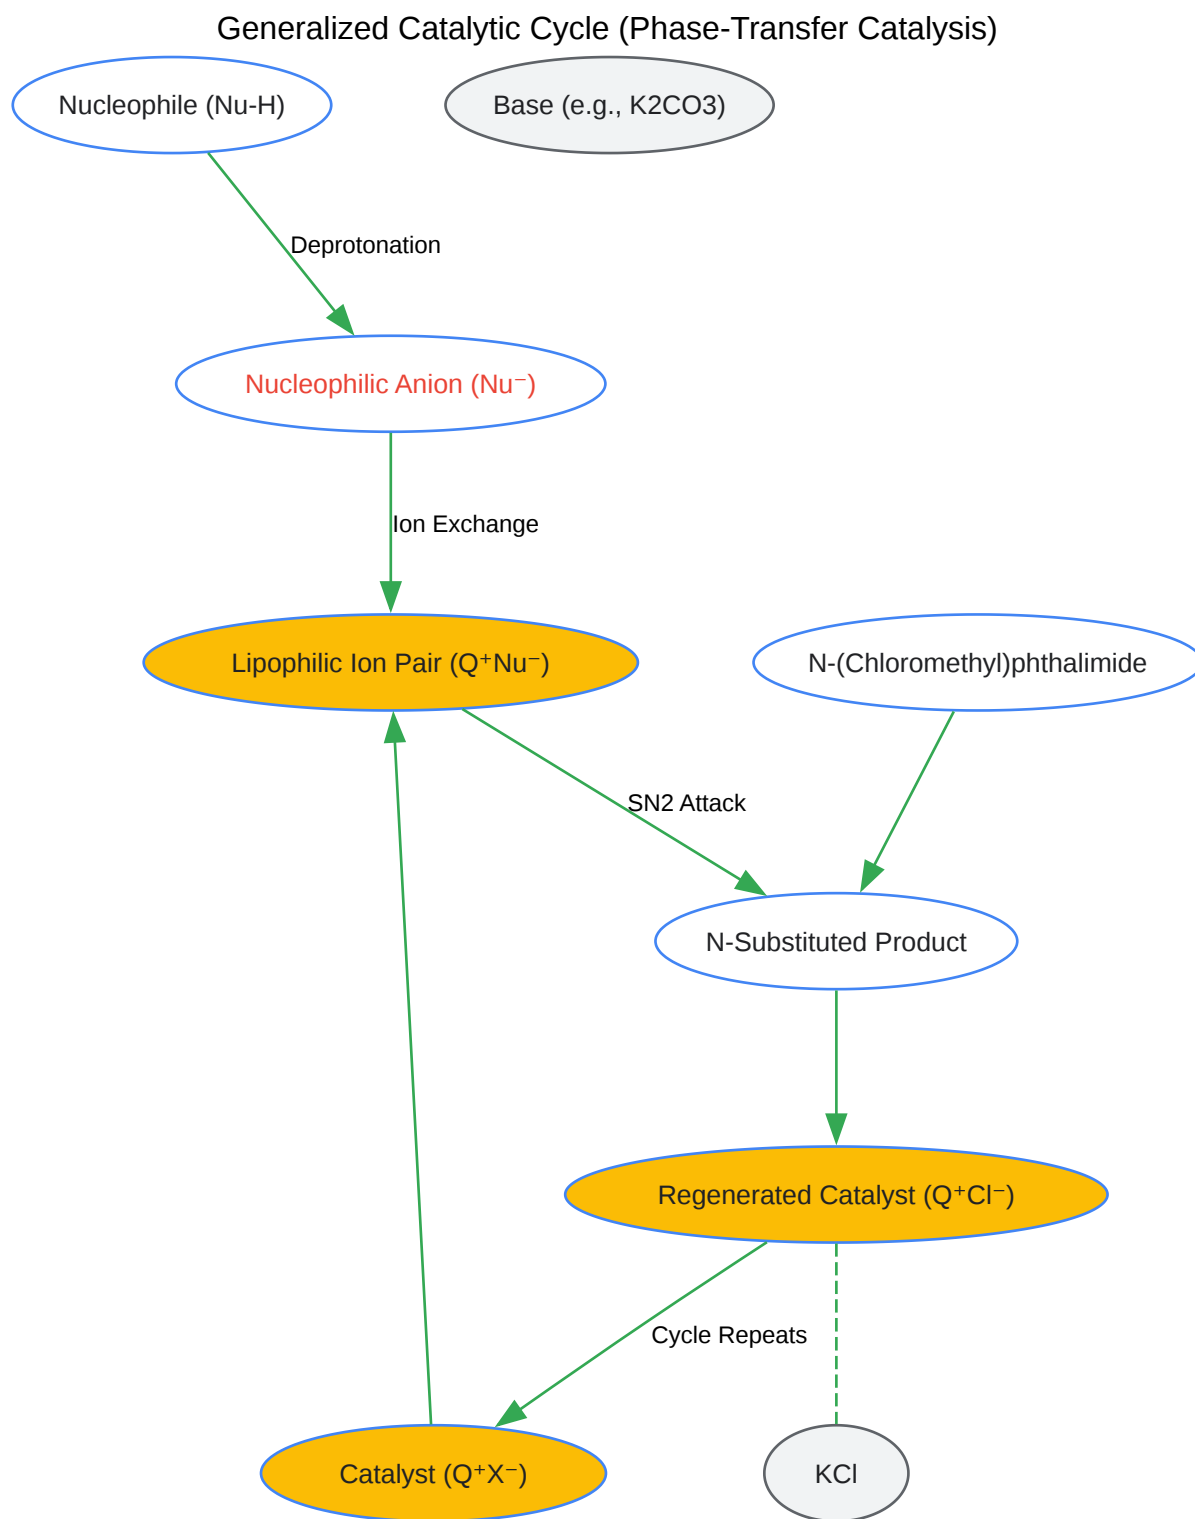 Generalized Catalytic Cycle (Phase-Transfer Catalysis)
Nucleophile (Nu-H)
Base (e.g., K2CO3)
Deprotonation
Nucleophilic Anion (Nu⁻)
Ion Exchange
Lipophilic Ion Pair (Q⁺Nu⁻)
N-(Chloromethyl)phthalimide
SN2 Attack
N-Substituted Product
Regenerated Catalyst (Q⁺Cl⁻)
Cycle Repeats
Catalyst (Q⁺X⁻)
KCl